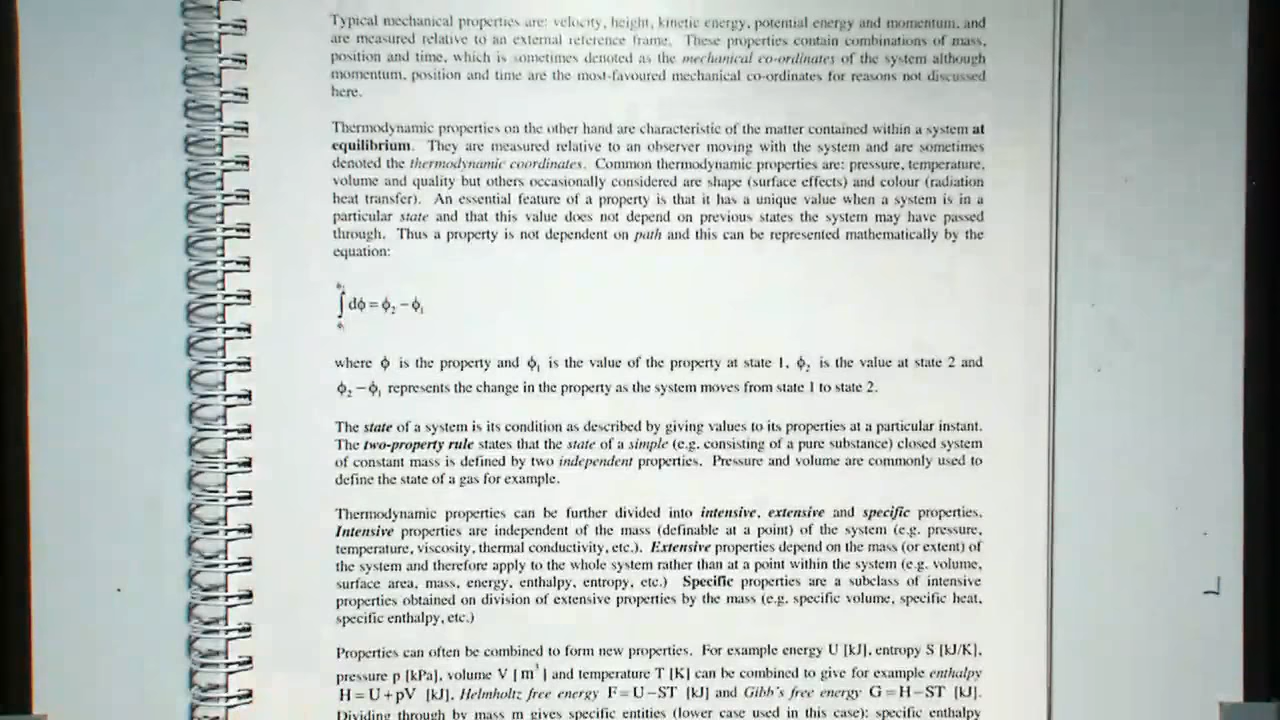 Typical mechanical properties are: velocity, height, kinetic energy, potential energy and momentum, and
are measured relative to an external reference frame. These properties contain combinations of mass,
position and time, which is sometimes denoted as the mechanical co-ordinates of the system although
momentum, position and time are the most-favoured mechanical co-ordinates for reasons not discussed
here.
Thermodynamic properties on the other hand are characteristic of the matter contained within a system at
equilibrium. They are measured relative to an observer moving with the system and are sometimes
denoted the thermodynamic coordinates. Common thermodynamic properties are: pressure, temperature,
volume and quality but others occasionally considered are shape (surface effects) and colour (radiation
heat transfer). An essential feature of a property is that it has a unique value when a system is in a
particular state and that this value does not depend on previous states the system may have passed
through. Thus a property is not dependent on path and this can be represented mathematically by the
equation:
∫ dϕ = ϕ₂ − ϕ₁
where ϕ is the property and ϕ₁ is the value of the property at state 1, ϕ₂ is the value at state 2 and
ϕ₂ − ϕ₁ represents the change in the property as the system moves from state 1 to state 2.
The state of a system is its condition as described by giving values to its properties at a particular instant.
The two-property rule states that the state of a simple (e.g. consisting of a pure substance) closed system
of constant mass is defined by two independent properties. Pressure and volume are commonly used to
define the state of a gas for example.
Thermodynamic properties can be further divided into intensive, extensive and specific properties.
Intensive properties are independent of the mass (definable at a point) of the system (e.g. pressure,
temperature, viscosity, thermal conductivity, etc.). Extensive properties depend on the mass (or extent) of
the system and therefore apply to the whole system rather than at a point within the system (e.g. volume,
surface area, mass, energy, enthalpy, entropy, etc.) Specific properties are a subclass of intensive
properties obtained on division of extensive properties by the mass (e.g. specific volume, specific heat,
specific enthalpy, etc.)
Properties can often be combined to form new properties. For example energy U [kJ], entropy S [kJ/K],
pressure p [kPa], volume V [m³] and temperature T [K] can be combined to give for example enthalpy
H = U + pV [kJ], Helmholtz free energy F = U − ST [kJ] and Gibb's free energy G = H − ST [kJ].
Dividing through by mass m gives specific entities (lower case used in this case): specific enthalpy